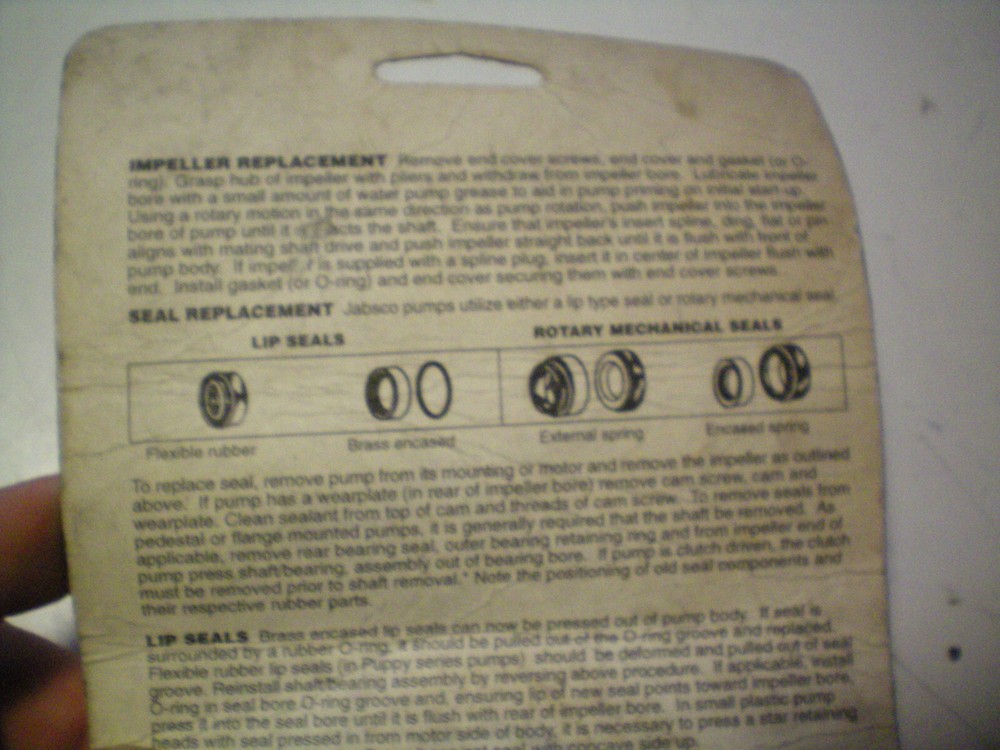 IMPELLER REPLACEMENT Remove end cover screws, end cover and gasket (or O-
ring). Grasp hub of impeller with pliers and withdraw from impeller bore. Lubricate impeller
bore with a small amount of water pump grease to aid in pump priming on initial start-up.
Using a rotary motion in the same direction as pump rotation, push impeller into the impeller
bore of pump until it acts the shaft. Ensure that impeller's insert spline, ding, flat or pin
aligns with mating shaft drive and push impeller straight back until it is flush with front of
pump body. If is supplied with a spline plug, insert it in center of impeller flush with
end. Install gasket (or O-ring) and end cover securing them with end cover screws.
SEAL REPLACEMENT Jabsco pumps utilize either a lip type seal or rotary mechanical seal.
LIP SEALS ROTARY MECHANICAL SEALS
Flexible rubber Brass encased External spring Encased spring
To replace seal, remove pump from its mounting or motor and remove the impeller as outlined
above. If pump has a wearplate (in rear of impeller bore) remove cam screw, cam and
wearplate. Clean sealant from top of cam and threads of cam screw. To remove seals from
pedestal or flange mounted pumps, it is generally required that the shaft be removed. As
applicable, remove rear bearing seal, outer bearing retaining ring and from impeller end of
pump press shaft/bearing, assembly out of bearing bore. If pump is clutch driven, the clutch
must be removed prior to shaft removal.* Note the positioning of old seal components and
their respective rubber parts.
LIP SEALS Brass encased lip seals can now be pressed out of pump body. If seal is
surrounded by a rubber O-ring, it should be pulled out of the O-ring groove and replaced.
Flexible rubber lip seals (in Puppy series pumps) should be deformed and pulled out of seal
groove. Reinstall shaft/bearing assembly by reversing above procedure. If applicable, install
O-ring in seal bore O-ring groove and, ensuring lip of new seal points toward impeller bore,
press it into the seal bore until it is flush with rear of impeller bore. In small plastic pump
heads with seal pressed in from motor side of body, it is necessary to press a star retaining
seal with concave side up.